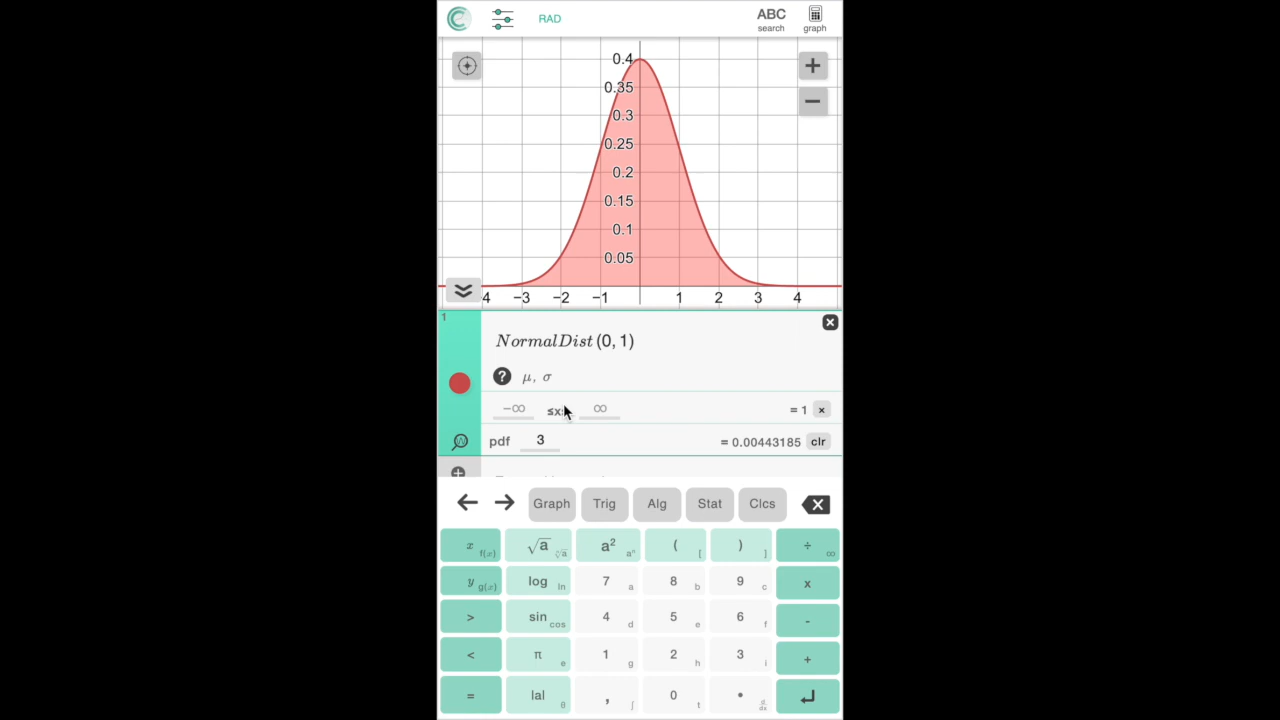 RAD ABC search graph
0.4
0.35
0.3
0.25
0.2
0.15
0.1
0.05
4 −3 −2 −1 1 2 3 4
1
NormalDist(0, 1)
? μ, σ
−∞ ≤x ∞ = 1 ×
pdf 3 = 0.00443185 clr
Graph Trig Alg Stat Clcs
x f(x) √a a² ( [ ) ] ÷ ∞
y g(x) log ln 7 a 8 b 9 c x
> sin cos 4 d 5 e 6 f -
< π e 1 g 2 h 3 i +
= |a| θ , ∫ 0 t • d/dx